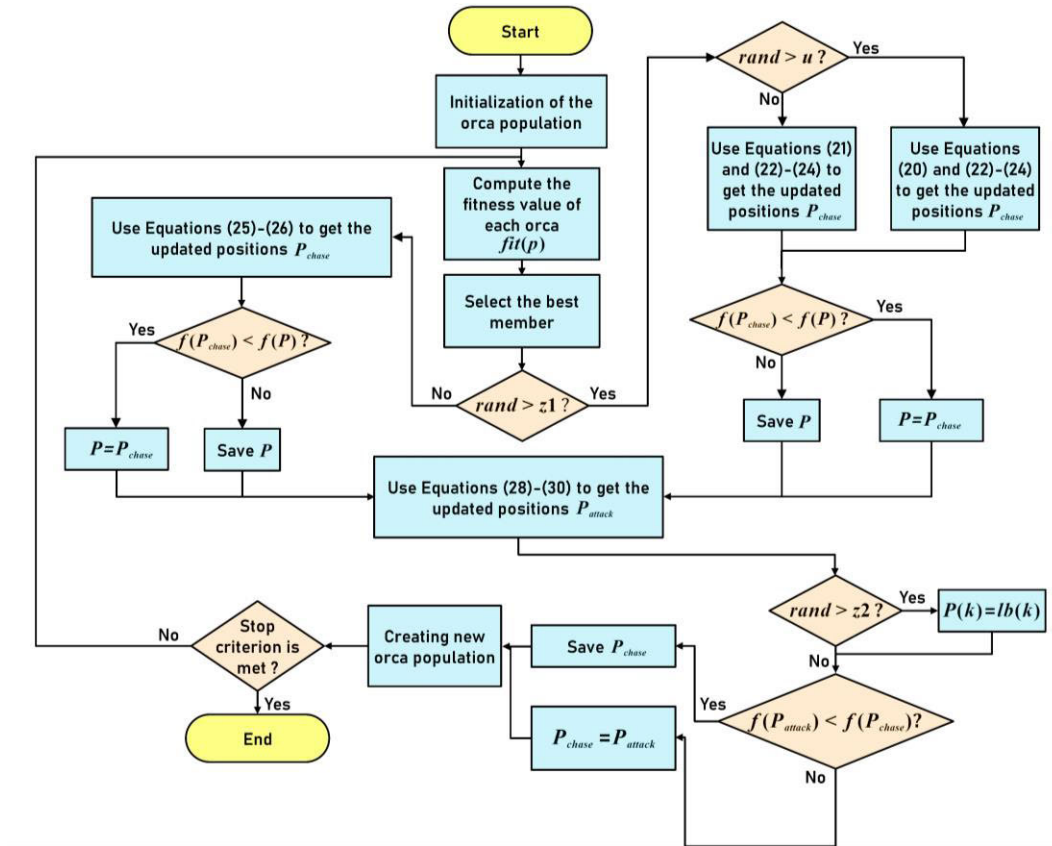 Start
Initialization of the
orca population
Compute the
fitness value of
each orca
fit(p)
Select the best
member
rand > z1 ?
No
Yes
rand > u ?
Yes
No
Use Equations (21)
and (22)-(24) to
get the updated
positions P_chase
Use Equations
(20) and (22)-(24)
to get the updated
positions P_chase
f(P_chase) < f(P) ?
Yes
No
Save P
P=P_chase
Use Equations (25)-(26) to get the
updated positions P_chase
f(P_chase) < f(P) ?
Yes
No
P=P_chase
Save P
Use Equations (28)-(30) to get the
updated positions P_attack
rand > z2 ?
Yes
P(k)=lb(k)
No
f(P_attack) < f(P_chase)?
Yes
No
Save P_chase
P_chase = P_attack
Creating new
orca population
Stop
criterion is
met ?
No
Yes
End